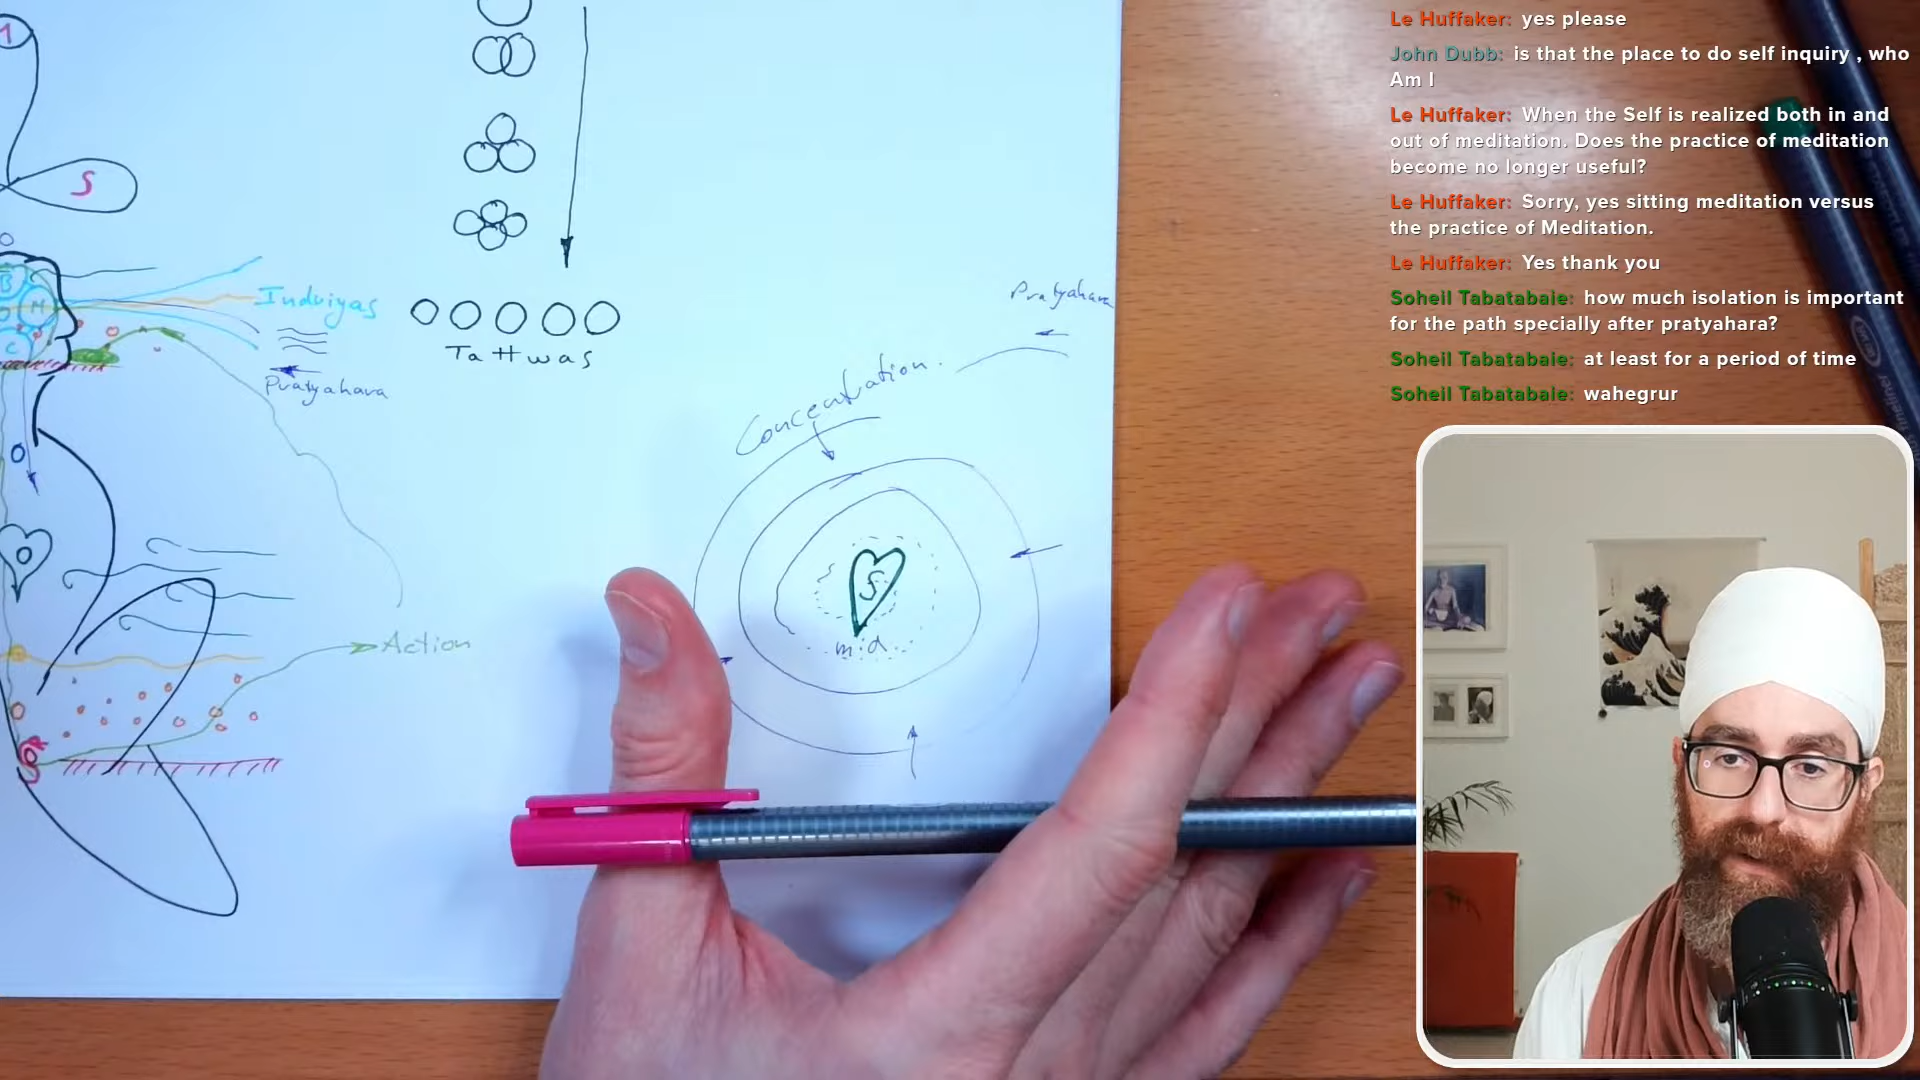 Le Huffaker: yes please
John Dubb: is that the place to do self inquiry , who
Am I
Le Huffaker: When the Self is realized both in and
out of meditation. Does the practice of meditation
become no longer useful?
Le Huffaker: Sorry, yes sitting meditation versus
the practice of Meditation.
Le Huffaker: Yes thank you
Soheil Tabatabaie: how much isolation is important
for the path specially after pratyahara?
Soheil Tabatabaie: at least for a period of time
Soheil Tabatabaie: wahegrur
S
B
M
C
Indriyas
Pratyahara
Tattwas
Pratyahara
Concentration.
S
Action